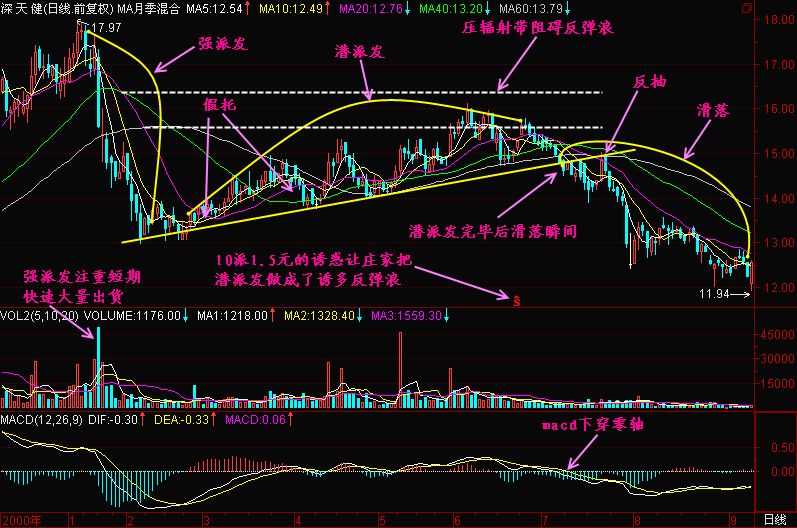 深天健(日线.前复权) MA月季混合 MA5:12.54↑ MA10:12.49↑ MA20:12.76↓ MA40:13.20↓ MA60:13.79↓
17.97
18.00
压辐射带阻碍反弹浪
强派发
潜派发
17.00
反抽
假托
16.00
滑落
15.00
14.00
潜派发完毕后滑落瞬间
13.00
10派1.5元的诱惑让庄家把
潜派发做成了诱多反弹浪
强派发注重短期
快速大量出货
12.00
11.94
Ŝ
VOL2(5,10,20) VOLUME:1176.00↓ MA1:1218.00↑ MA2:1328.40↓ MA3:1559.30↓
45000
30000
15000
MACD(12,26,9) DIF:-0.30↑ DEA:-0.33↑ MACD:0.06↑
macd下穿零轴
0.50
0.00
2000年 1 2 3 4 5 6 7 8 9 日线